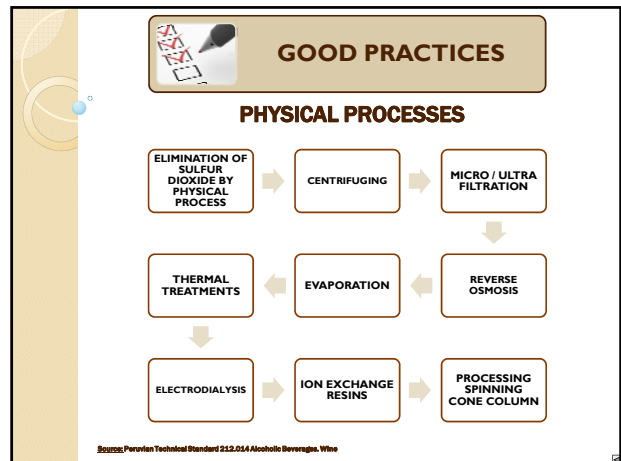 GOOD PRACTICES
PHYSICAL PROCESSES
ELIMINATION OF
SULFUR
DIOXIDE BY
PHYSICAL
PROCESS
CENTRIFUGING
MICRO / ULTRA
FILTRATION
REVERSE
OSMOSIS
EVAPORATION
THERMAL
TREATMENTS
ELECTRODIALYSIS
ION EXCHANGE
RESINS
PROCESSING
SPINNING
CONE COLUMN
Source: Peruvian Technical Standard 212.014 Alcoholic Beverages. Wine